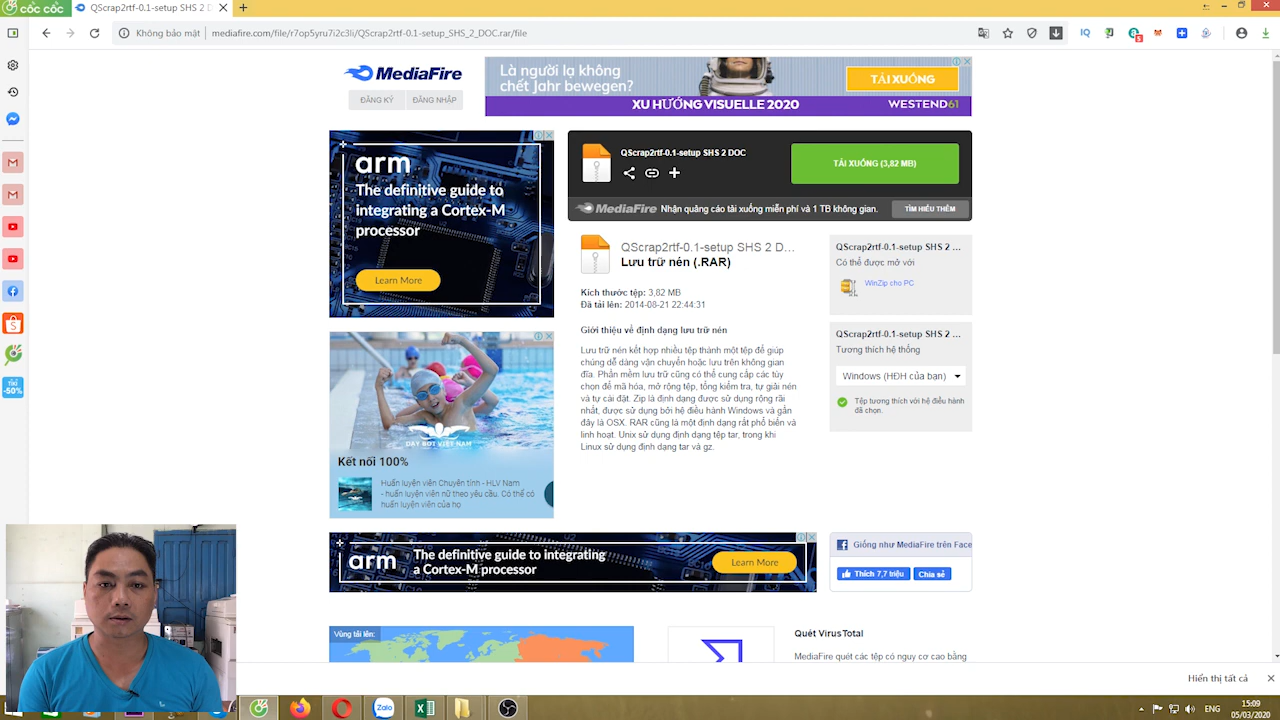 cốc cốc
QScrap2rtf-0.1-setup SHS 2 D
Không bảo mật
mediafire.com/file/r7op5yru7i2c3li/QScrap2rtf-0.1-setup_SHS_2_DOC.rar/file
IQ
5
MediaFire
ĐĂNG KÝ
ĐĂNG NHẬP
Là người lạ không
chết Jahr bewegen?
TẢI XUỐNG
XU HƯỚNG VISUELLE 2020
WESTEND61
arm
The definitive guide to
integrating a Cortex-M
processor
Learn More
QScrap2rtf-0.1-setup SHS 2 DOC
TẢI XUỐNG (3,82 MB)
MediaFire
Nhận quảng cáo tải xuống miễn phí và 1 TB không gian.
TÌM HIỂU THÊM
QScrap2rtf-0.1-setup SHS 2 D...
Lưu trữ nén (.RAR)
Kích thước tệp: 3,82 MB
Đã tải lên: 2014-08-21 22:44:31
Giới thiệu về định dạng lưu trữ nén
Lưu trữ nén kết hợp nhiều tệp thành một tệp để giúp
chúng dễ dàng vận chuyển hoặc lưu trên không gian
đĩa. Phần mềm lưu trữ cũng có thể cung cấp các tùy
chọn để mã hóa, mở rộng tệp, tổng kiểm tra, tự giải nén
và tự cài đặt. Zip là định dạng được sử dụng rộng rãi
nhất, được sử dụng bởi hệ điều hành Windows và gần
đây là OSX. RAR cũng là một định dạng rất phổ biến và
linh hoạt. Unix sử dụng định dạng tệp tar, trong khi
Linux sử dụng định dạng tar và gz.
QScrap2rtf-0.1-setup SHS 2 ...
Có thể được mở với
WinZip cho PC
QScrap2rtf-0.1-setup SHS 2 ...
Tương thích hệ thống
Windows (HĐH của bạn)
Tệp tương thích với hệ điều hành
đã chọn.
TIKI
-50%
DẠY BƠI VIỆT NAM
Kết nối 100%
Huấn luyện viên Chuyên tính - HLV Nam
- huấn luyện viên nữ theo yêu cầu. Có thể có
huấn luyện viên của họ
arm
The definitive guide to integrating
a Cortex-M processor
Learn More
Giống như MediaFire trên Face
Thích 7,7 triệu
Chia sẻ
Vùng tải lên:
Quét VirusTotal
MediaFire quét các tệp có nguy cơ cao bằng
Hiển thị tất cả
Zalo
ENG
15:09
05/03/2020